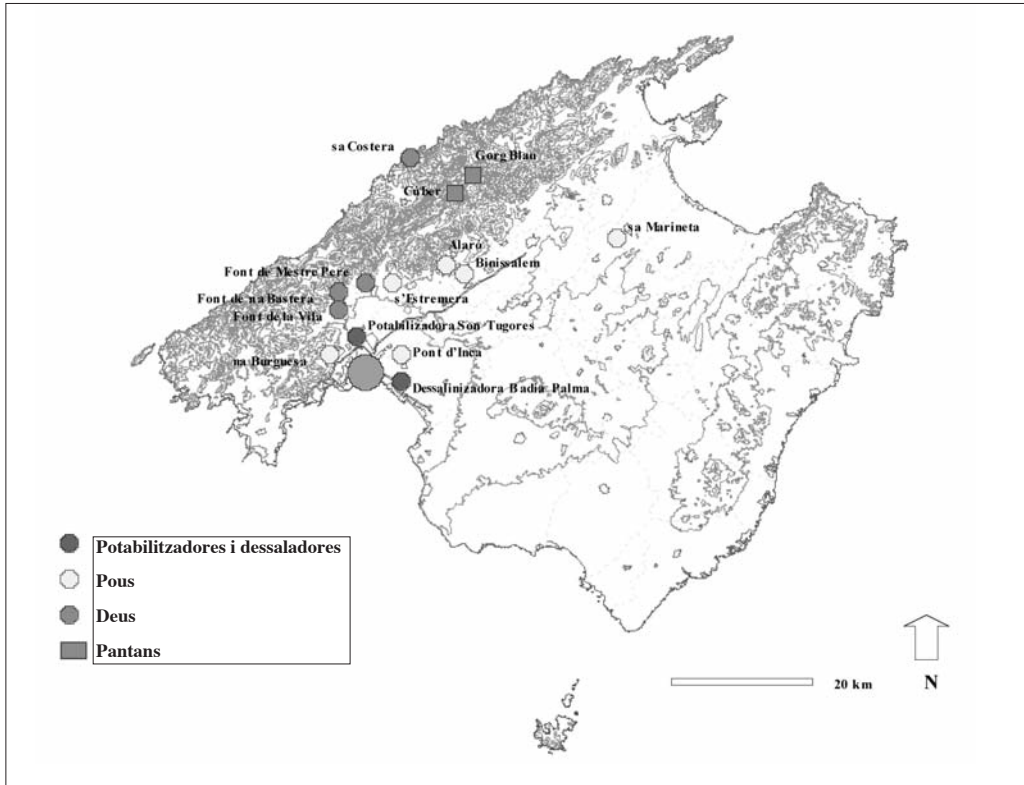 sa Costera
Gorg Blau
Cúber
sa Marineta
Alaró
Binissalem
Font de Mestre Pere
Font de na Bastera
s'Estremera
Font de la Vila
Potabilizadora Son Tugores
na Burguesa
Pont d'Inca
Dessalinizadora Badia Palma
Potabilitzadores i dessaladores
Pous
Deus
Pantans
20 km
N